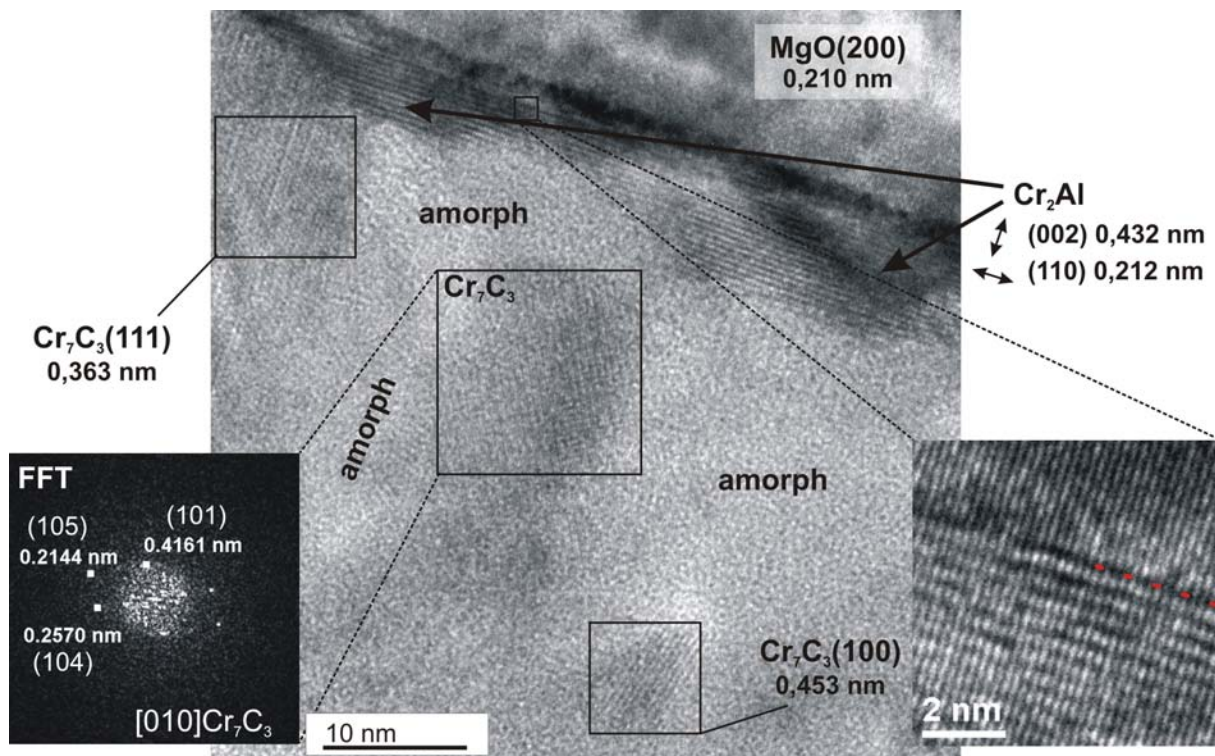 MgO(200)
0,210 nm
Cr₂Al
(002) 0,432 nm
(110) 0,212 nm
amorph
Cr₇C₃
Cr₇C₃(111)
0,363 nm
amorph
amorph
FFT
(101)
0.4161 nm
(105)
0.2144 nm
0.2570 nm
(104)
[010]Cr₇C₃
10 nm
Cr₇C₃(100)
0,453 nm
2 nm